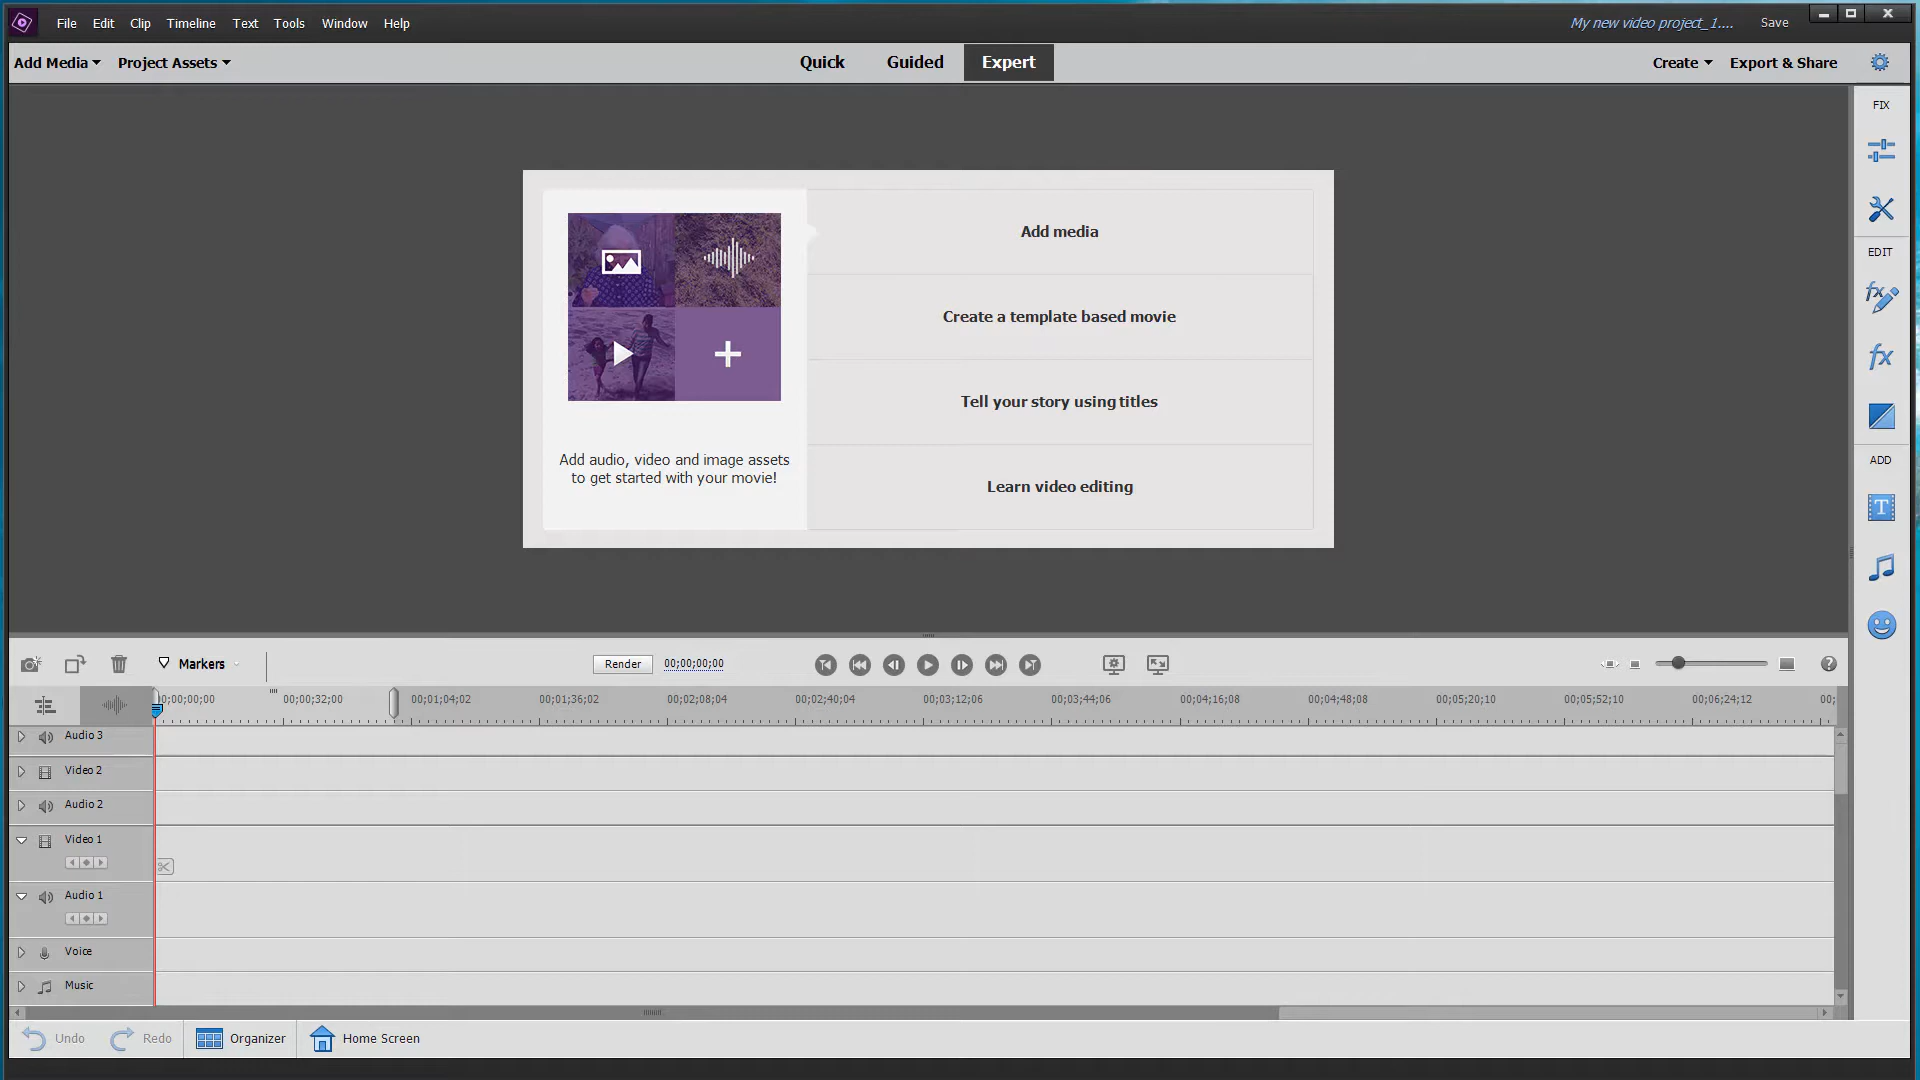 File Edit Clip Timeline Text Tools Window Help
My new video project_1.... Save
Add Media Project Assets
Quick Guided Expert
Create Export & Share
FIX
EDIT
ADD
Add media
Create a template based movie
Tell your story using titles
Learn video editing
Add audio, video and image assets
to get started with your movie!
Markers
Render 00;00;00;00
00;00;00;00 00;00;32;00 00;01;04;02 00;01;36;02 00;02;08;04 00;02;40;04 00;03;12;06 00;03;44;06 00;04;16;08 00;04;48;08 00;05;20;10 00;05;52;10 00;06;24;12 00;
Audio 3
Video 2
Audio 2
Video 1
Audio 1
Voice
Music
Undo Redo Organizer Home Screen